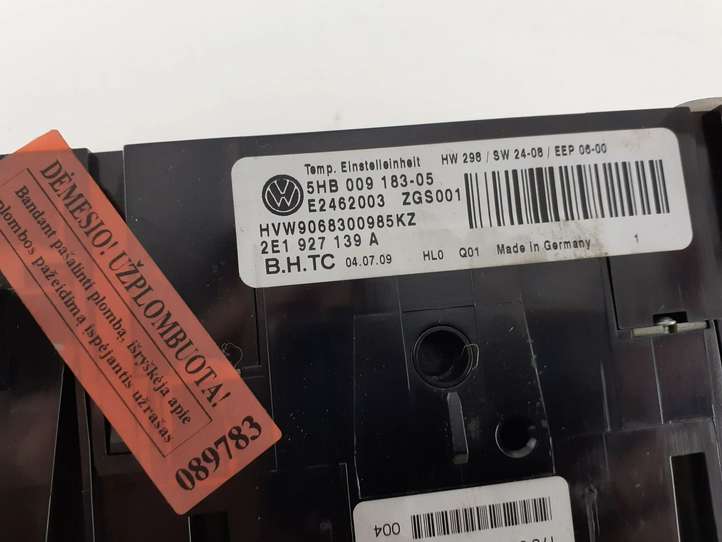 Temp. Einstelleinheit HW 298 / SW 24-08 / EEP 06-00
5HB 009 183-05
E2462003 ZGS001
HVW9068300985KZ
2E1 927 139 A
B.H.TC 04.07.09 HL0 Q01 Made in Germany 1
DĖMESIO! UŽPLOMBUOTA!
Bandant pašalinti plombą, išryškėja apie
plombos pažeidimą įspėjantis užrašas
089783
004